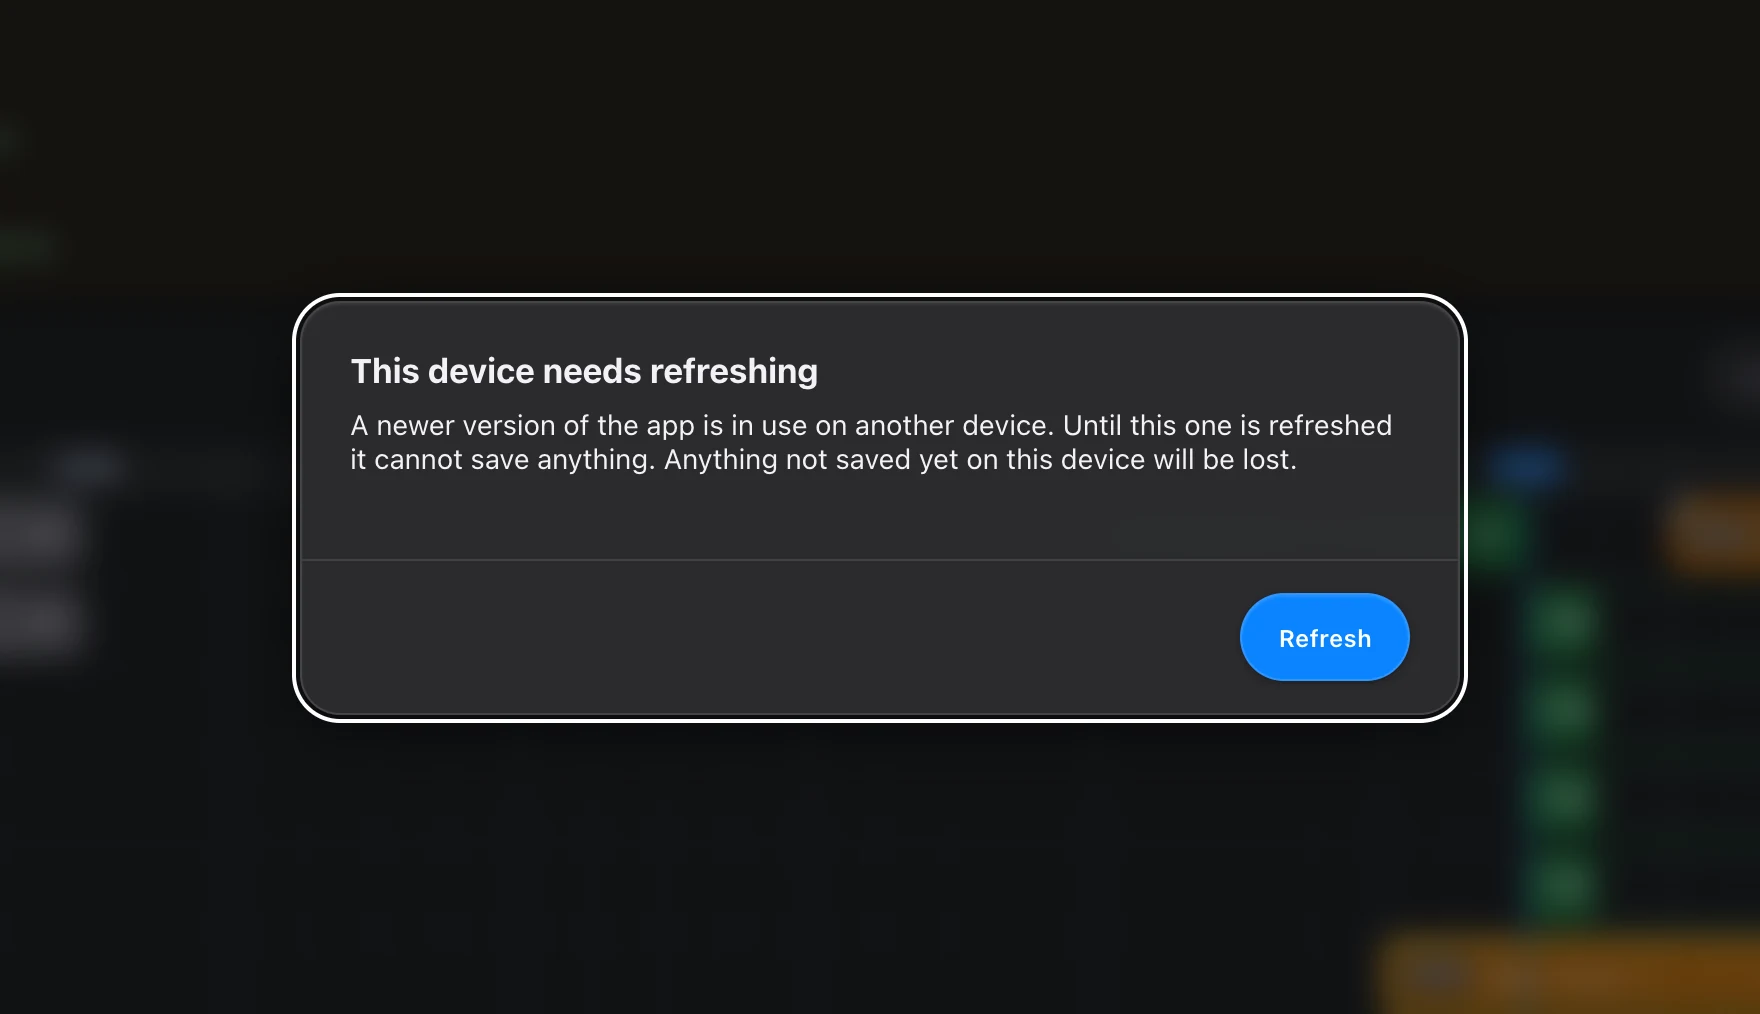 This device needs refreshing
A newer version of the app is in use on another device. Until this one is refreshed
it cannot save anything. Anything not saved yet on this device will be lost.
Refresh